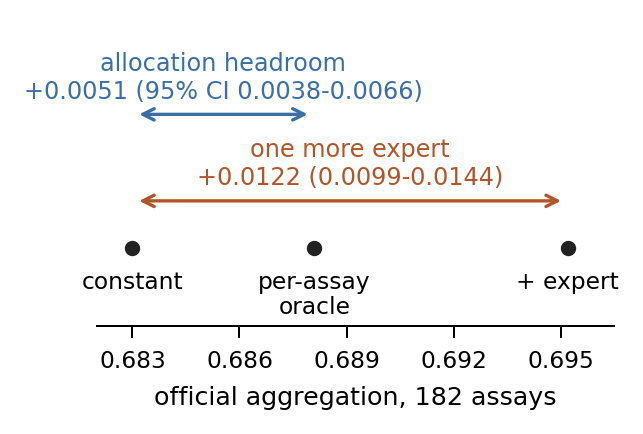 allocation headroom
+0.0051 (95% CI 0.0038-0.0066)
one more expert
+0.0122 (0.0099-0.0144)
constant
per-assay
oracle
+ expert
0.683 0.686 0.689 0.692 0.695
official aggregation, 182 assays